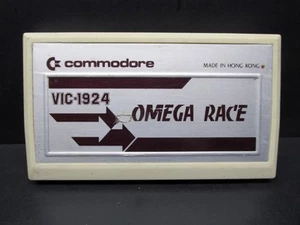 commodore MADE IN HONG KONG
VIC-1924
OMEGA RACE